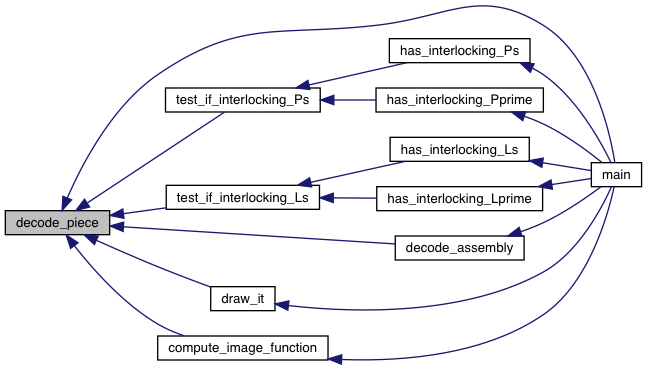 has_interlocking_Ps
test_if_interlocking_Ps
has_interlocking_Pprime
has_interlocking_Ls
main
test_if_interlocking_Ls
has_interlocking_Lprime
decode_piece
decode_assembly
draw_it
compute_image_function